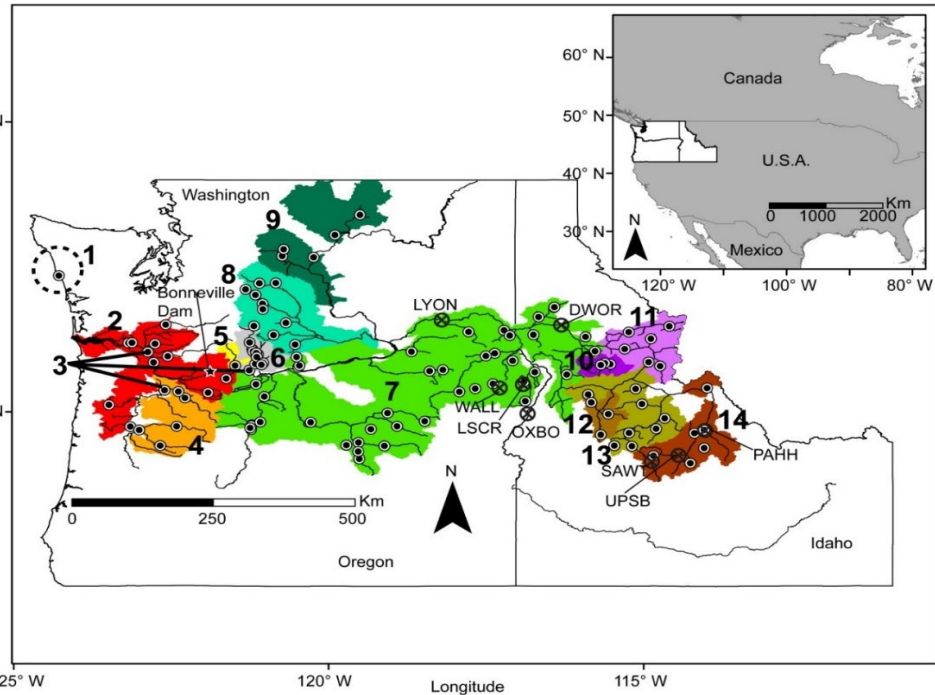 60° N
Canada
50° N
U.S.A.
40° N
Km
0 1000 2000
N
30° N
Mexico
120° W 100° W 80° W
N
Washington
9
1
8
Bonneville
Dam
LYON
DWOR
2
5
11
3
6
10
7
WALL
LSCR
OXBO
12
14
4
13
PAHH
SAWT
UPSB
N
Km
0 250 500
Oregon
Idaho
25° W 120° W 115° W
Longitude